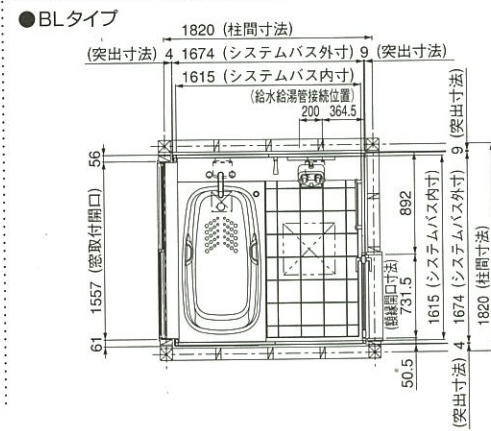 ●BLタイプ
1820 (柱間寸法)
(突出寸法) 4 1674 (システムバス外寸) 9 (突出寸法)
1615 (システムバス内寸)
(給水給湯管接続位置)
200 364.5
56
1557 (窓取付開口)
61
892
731.5
(額縁開口寸法)
50.5
1615 (システムバス内寸)
9 (突出寸法)
1674 (システムバス外寸)
4
(突出寸法)
1820 (柱間寸法)